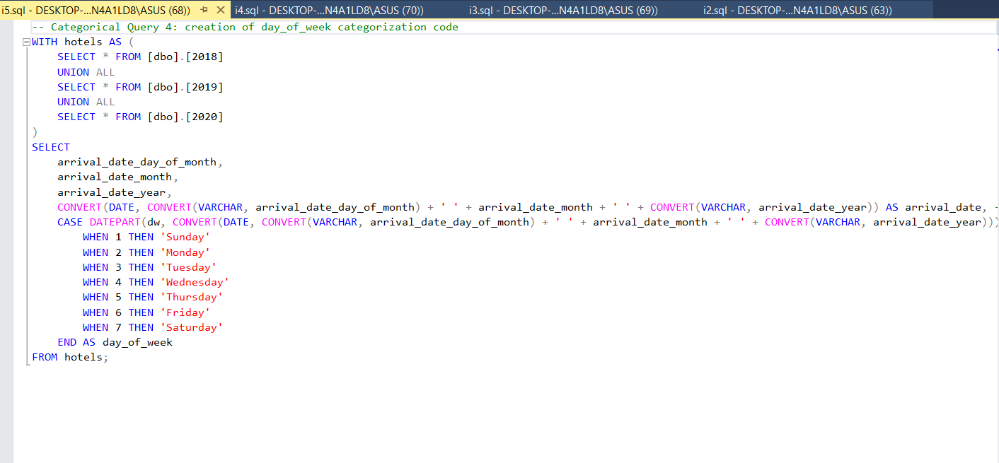 i5.sql - DESKTOP-...N4A1LD8\ASUS (68)) i4.sql - DESKTOP-...N4A1LD8\ASUS (70)) i3.sql - DESKTOP-...N4A1LD8\ASUS (69)) i2.sql - DESKTOP-...N4A1LD8\ASUS (63))
-- Categorical Query 4: creation of day_of_week categorization code
WITH hotels AS (
SELECT * FROM [dbo].[2018]
UNION ALL
SELECT * FROM [dbo].[2019]
UNION ALL
SELECT * FROM [dbo].[2020]
)
SELECT
arrival_date_day_of_month,
arrival_date_month,
arrival_date_year,
CONVERT(DATE, CONVERT(VARCHAR, arrival_date_day_of_month) + ' ' + arrival_date_month + ' ' + CONVERT(VARCHAR, arrival_date_year)) AS arrival_date, -
CASE DATEPART(dw, CONVERT(DATE, CONVERT(VARCHAR, arrival_date_day_of_month) + ' ' + arrival_date_month + ' ' + CONVERT(VARCHAR, arrival_date_year)))
WHEN 1 THEN 'Sunday'
WHEN 2 THEN 'Monday'
WHEN 3 THEN 'Tuesday'
WHEN 4 THEN 'Wednesday'
WHEN 5 THEN 'Thursday'
WHEN 6 THEN 'Friday'
WHEN 7 THEN 'Saturday'
END AS day_of_week
FROM hotels;